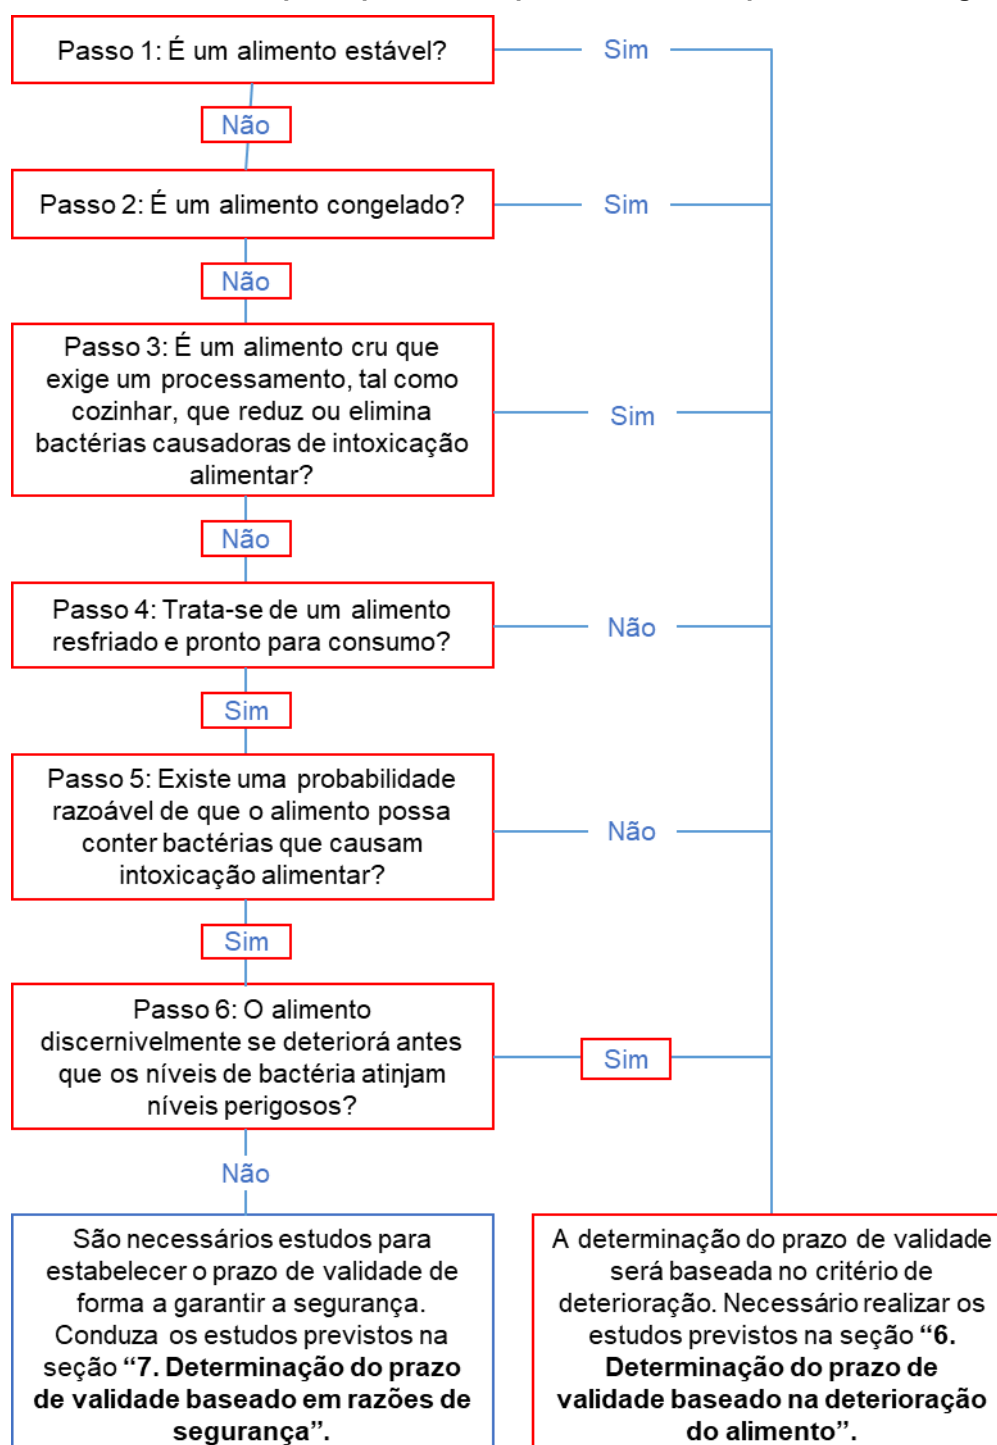 Passo 1: É um alimento estável?
Sim
Não
Passo 2: É um alimento congelado?
Sim
Não
Passo 3: É um alimento cru que
exige um processamento, tal como
cozinhar, que reduz ou elimina
bactérias causadoras de intoxicação
alimentar?
Sim
Não
Passo 4: Trata-se de um alimento
resfriado e pronto para consumo?
Não
Sim
Passo 5: Existe uma probabilidade
razoável de que o alimento possa
conter bactérias que causam
intoxicação alimentar?
Não
Sim
Passo 6: O alimento
discernivelmente se deteriorá antes
que os níveis de bactéria atinjam
níveis perigosos?
Sim
Não
São necessários estudos para
estabelecer o prazo de validade de
forma a garantir a segurança.
Conduza os estudos previstos na
seção “7. Determinação do prazo
de validade baseado em razões de
segurança”.
A determinação do prazo de validade
será baseada no critério de
deterioração. Necessário realizar os
estudos previstos na seção “6.
Determinação do prazo de
validade baseado na deterioração
do alimento”.